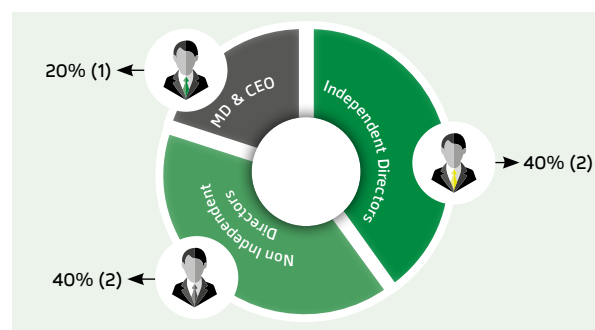 20% (1)
MD & CEO
Independent Directors
40% (2)
Non Independent
Directors
40% (2)